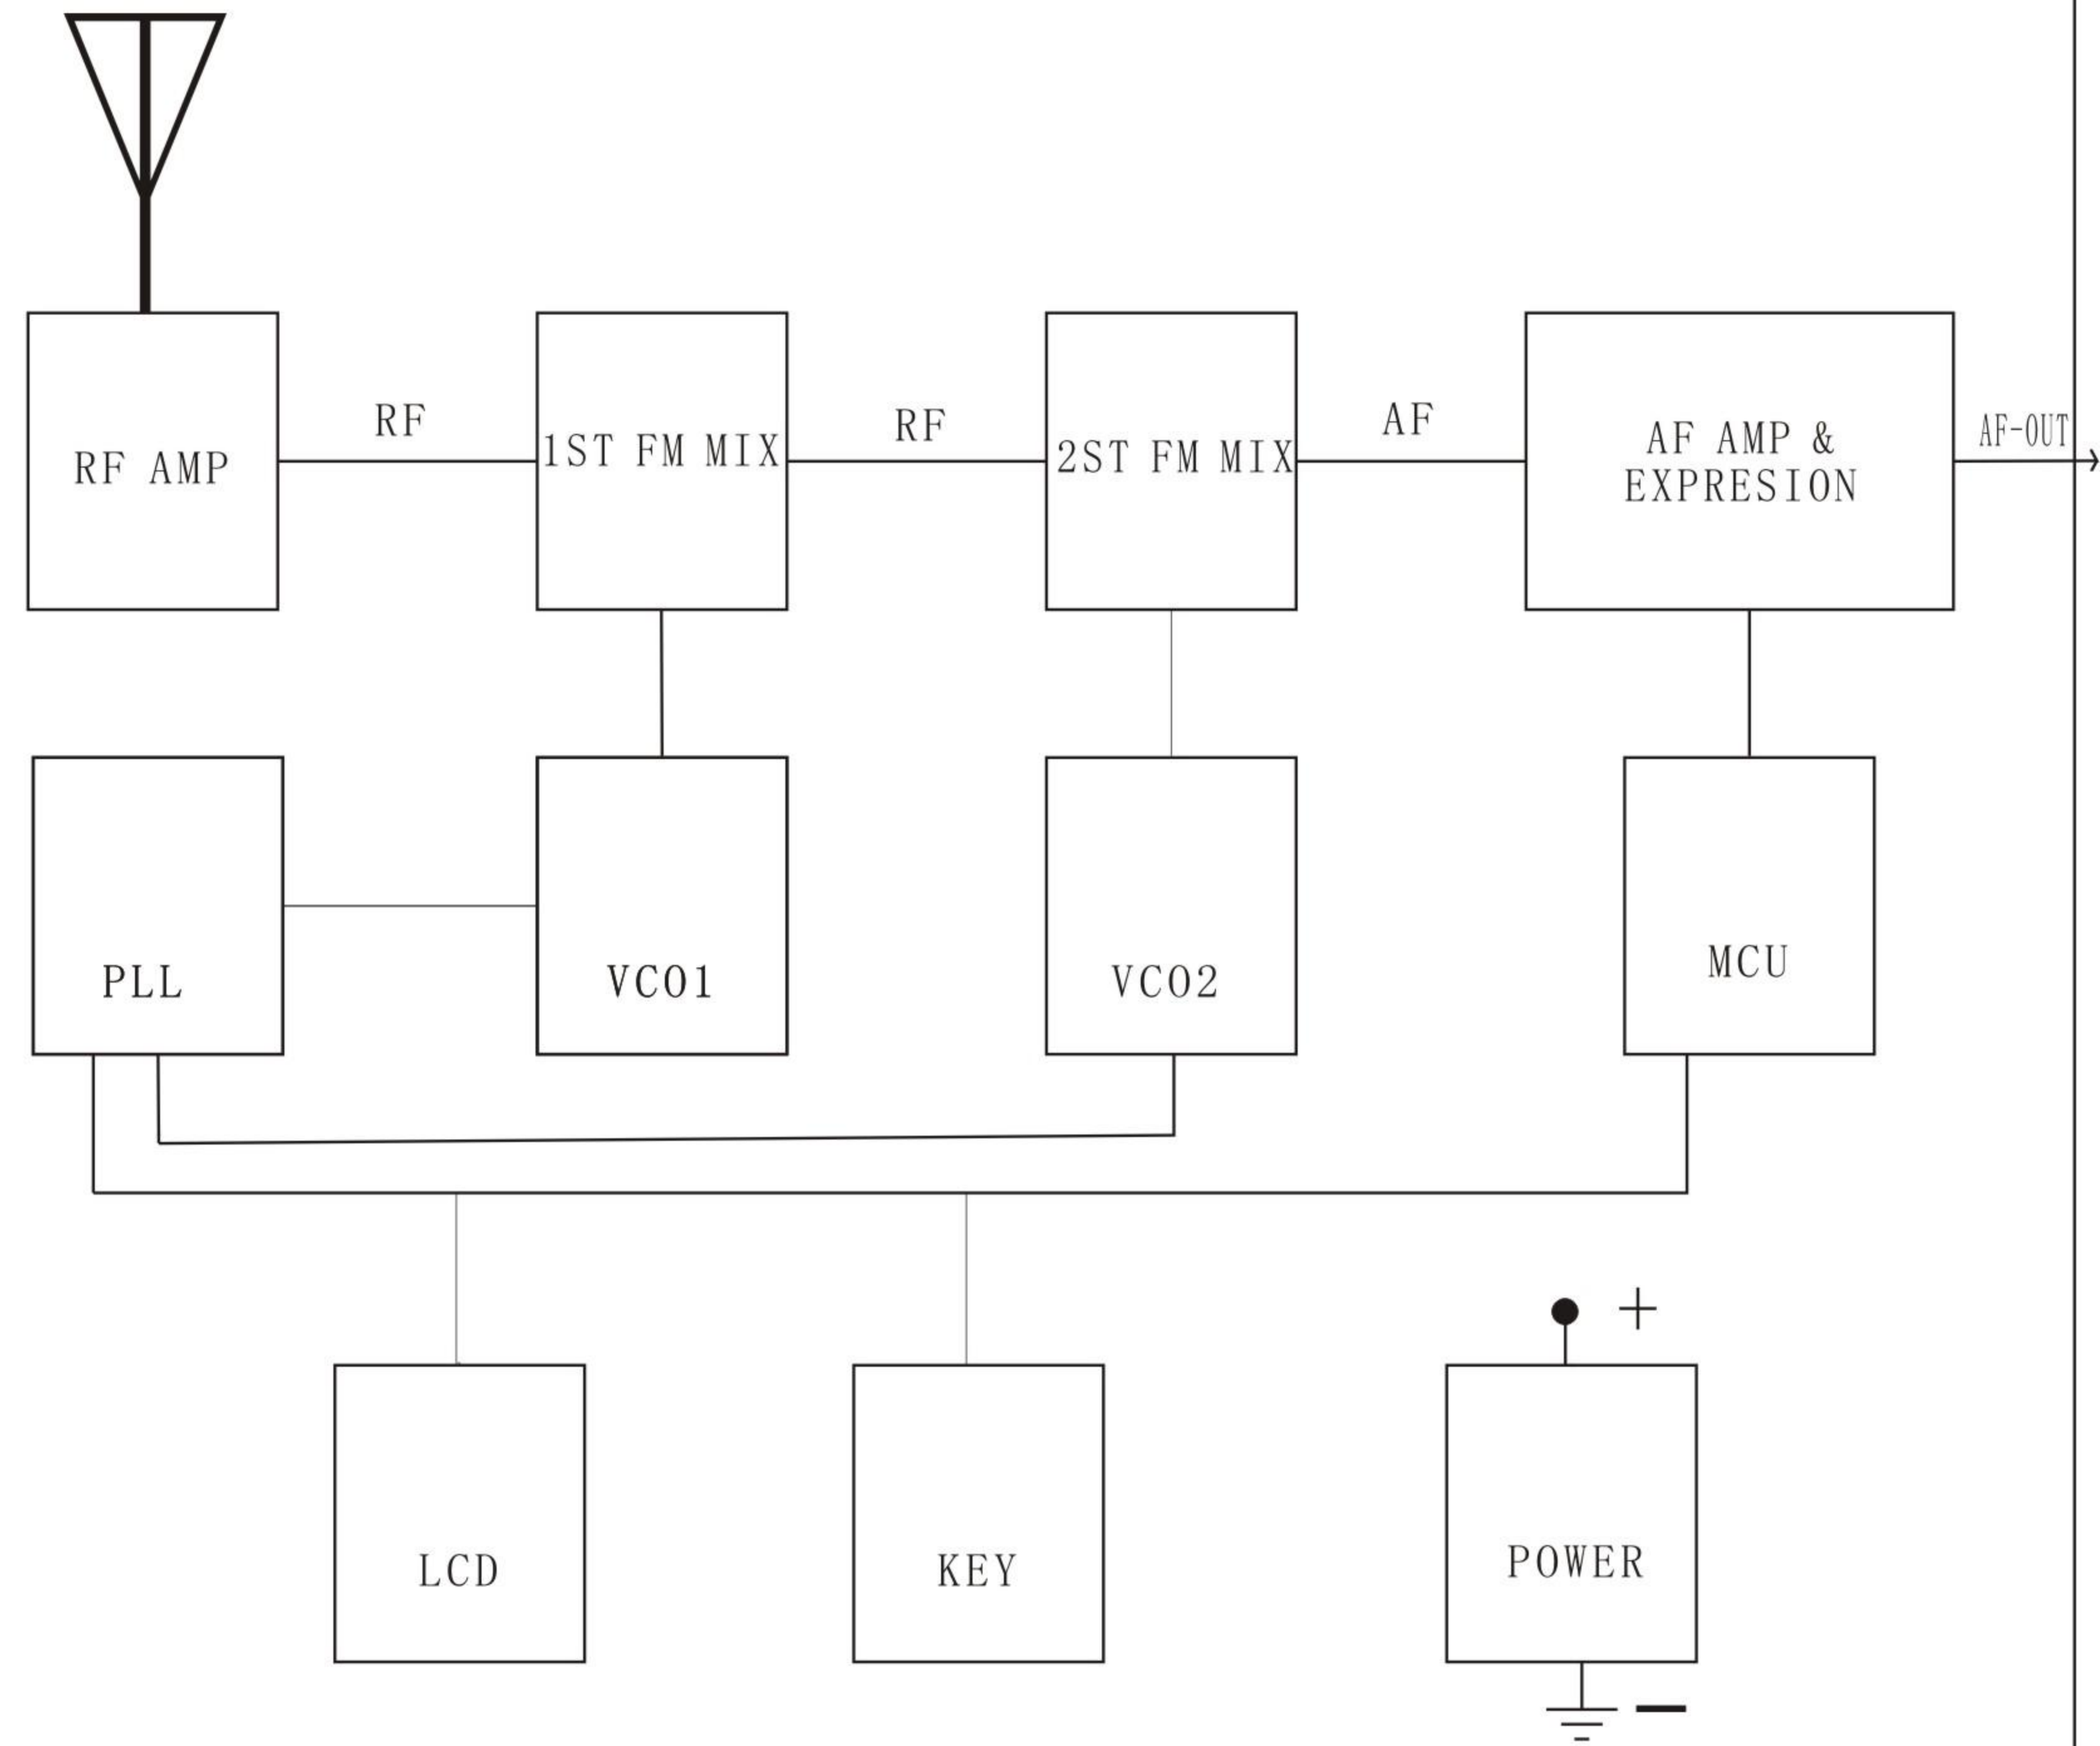 RF
RF
AF
AF-OUT
RF AMP
1ST FM MIX
2ST FM MIX
AF AMP &
EXPRESION
PLL
VCO1
VCO2
MCU
+
LCD
KEY
POWER